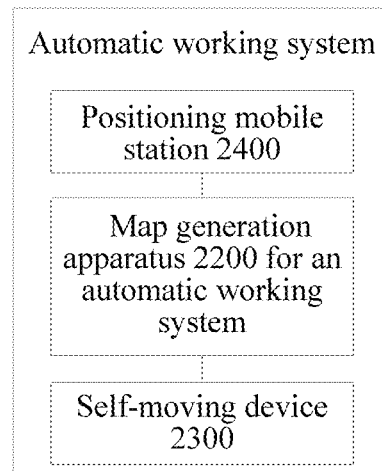 Automatic working system
Positioning mobile
station 2400
Map generation
apparatus 2200 for an
automatic working
system
Self-moving device
2300